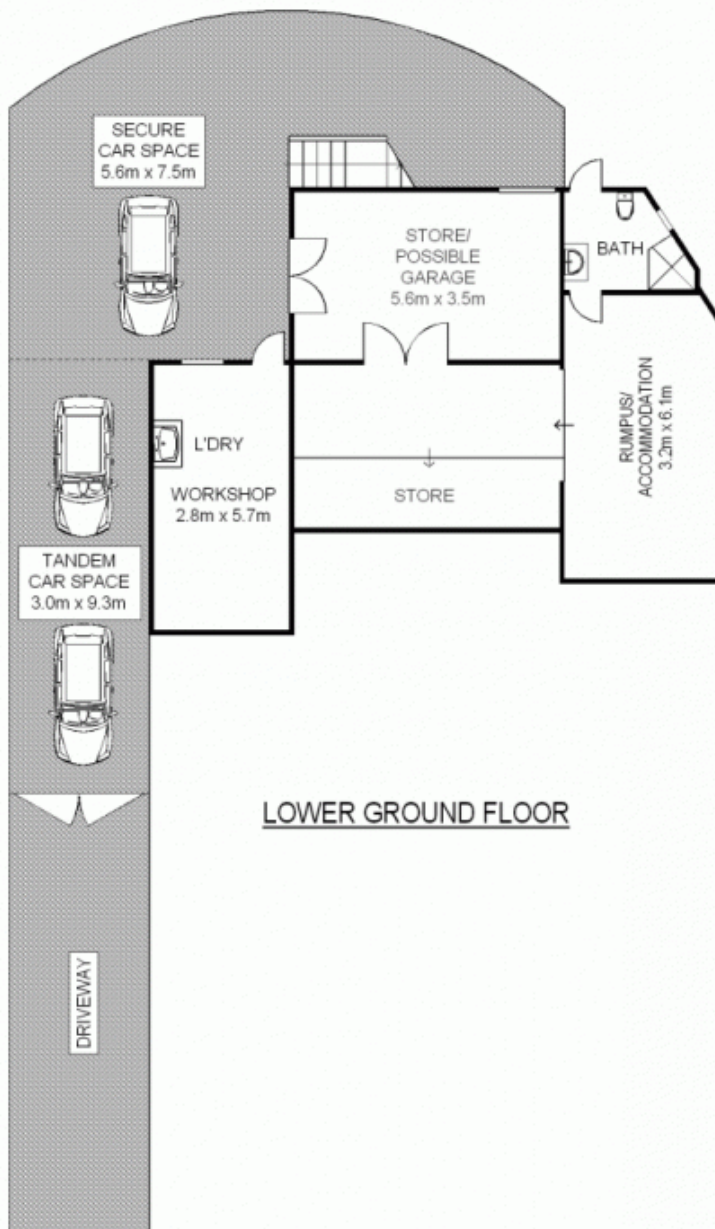 SECURE
CAR SPACE
5.6m x 7.5m
STORE/
POSSIBLE
GARAGE
5.6m x 3.5m
BATH
L'DRY
WORKSHOP
2.8m x 5.7m
STORE
RUMPUS/
ACCOMMODATION
3.2m x 6.1m
TANDEM
CAR SPACE
3.0m x 9.3m
LOWER GROUND FLOOR
DRIVEWAY